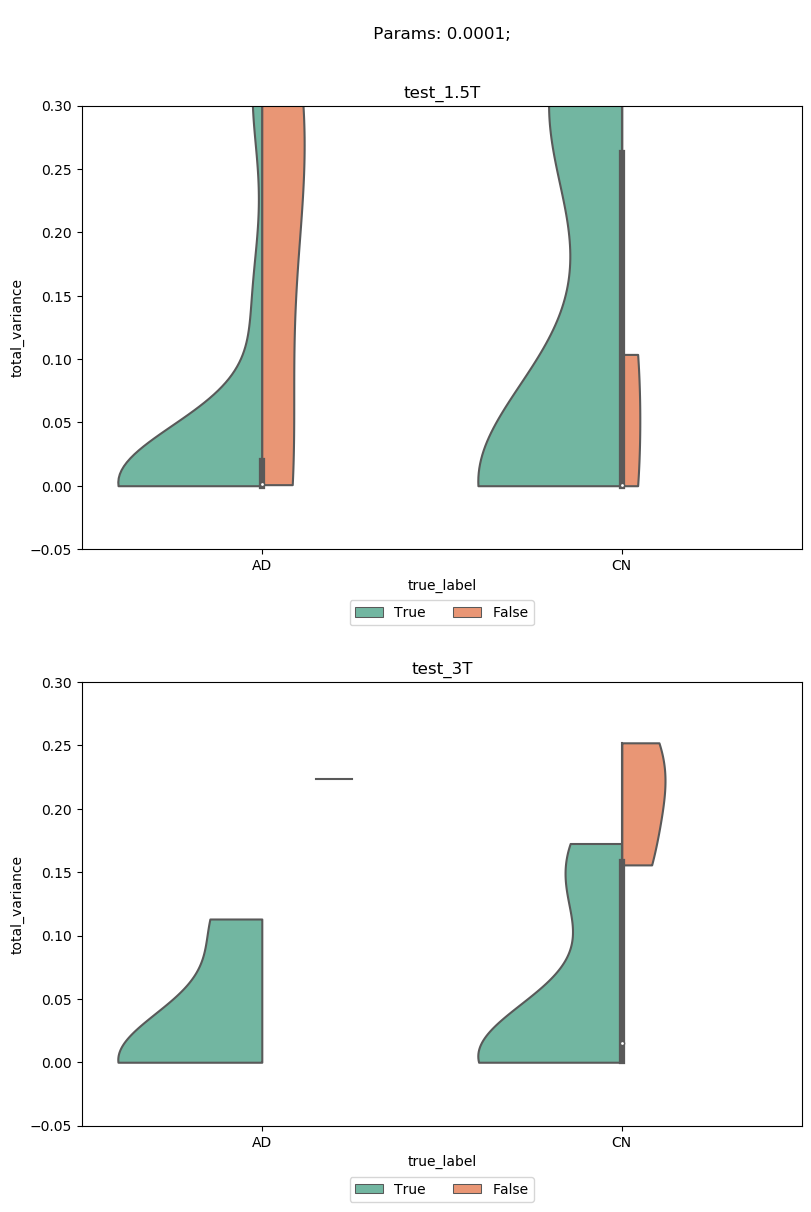 Params: 0.0001;
test_1.5T
0.30
0.25
0.20
0.15
0.10
0.05
0.00
−0.05
total_variance
AD CN
true_label
True False
test_3T
0.30
0.25
0.20
0.15
0.10
0.05
0.00
−0.05
total_variance
AD CN
true_label
True False